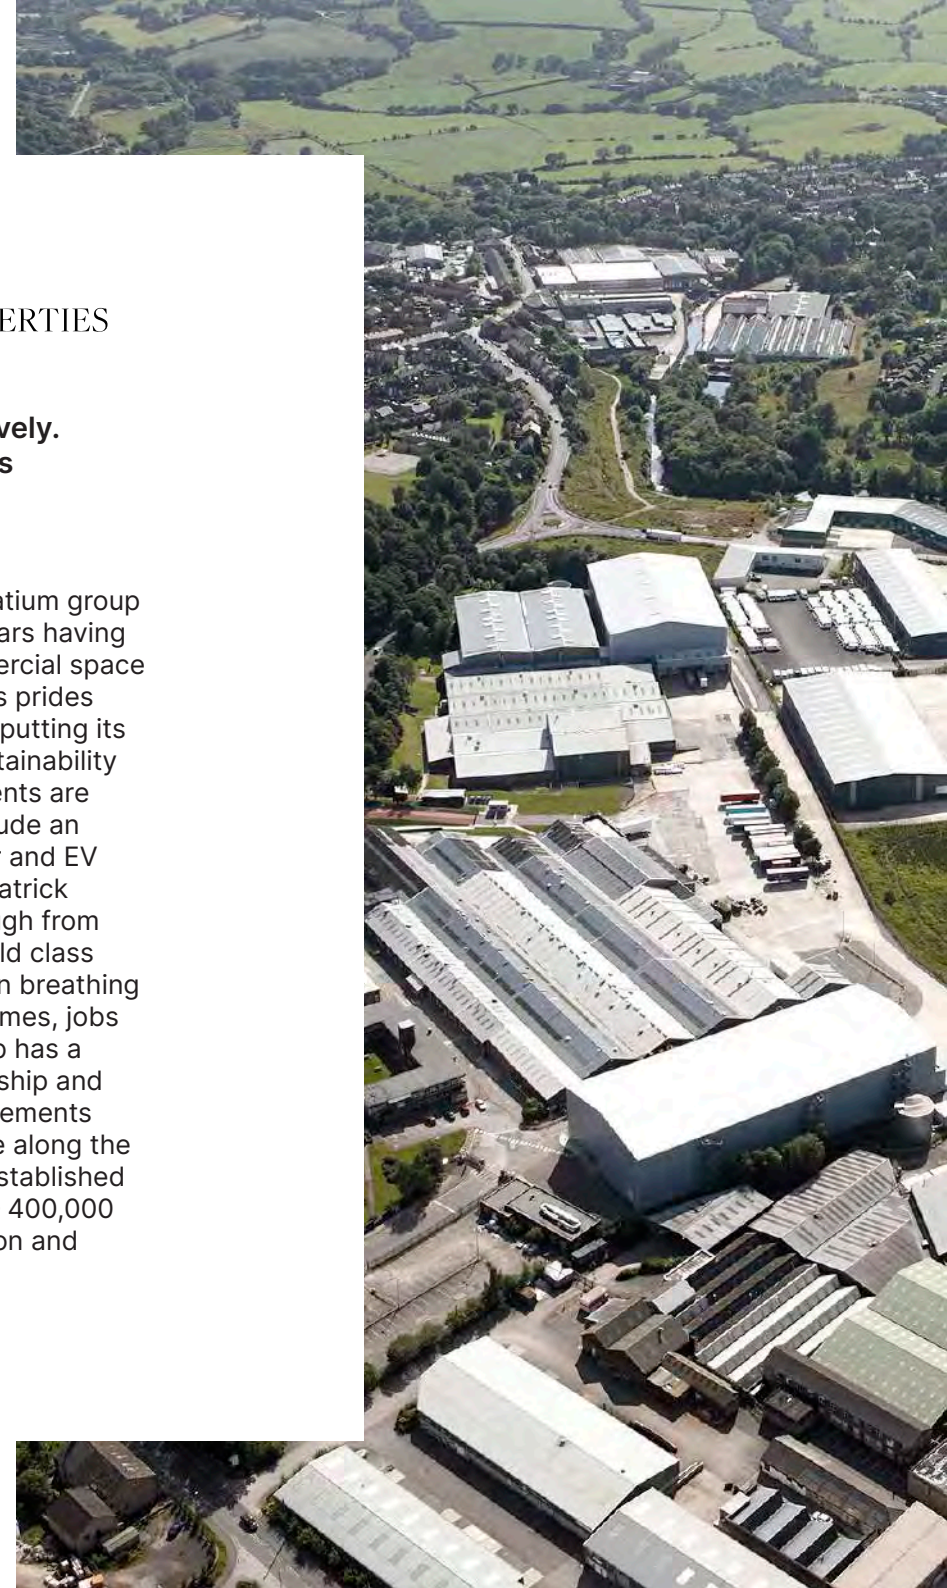 ERTIES
vely.
s
atium group
ars having
ercial space
s prides
putting its
tainability
ents are
ude an
and EV
atrick
gh from
ld class
n breathing
mes, jobs
o has a
ship and
ements
e along the
stablished
400,000
on and